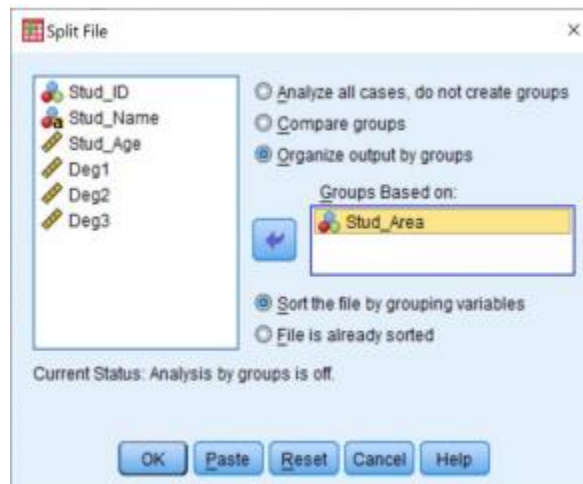 Split File
Stud_ID
Stud_Name
Stud_Age
Deg1
Deg2
Deg3
Analyze all cases, do not create groups
Compare groups
Organize output by groups
Groups Based on:
Stud_Area
Sort the file by grouping variables
File is already sorted
Current Status: Analysis by groups is off.
OK Paste Reset Cancel Help